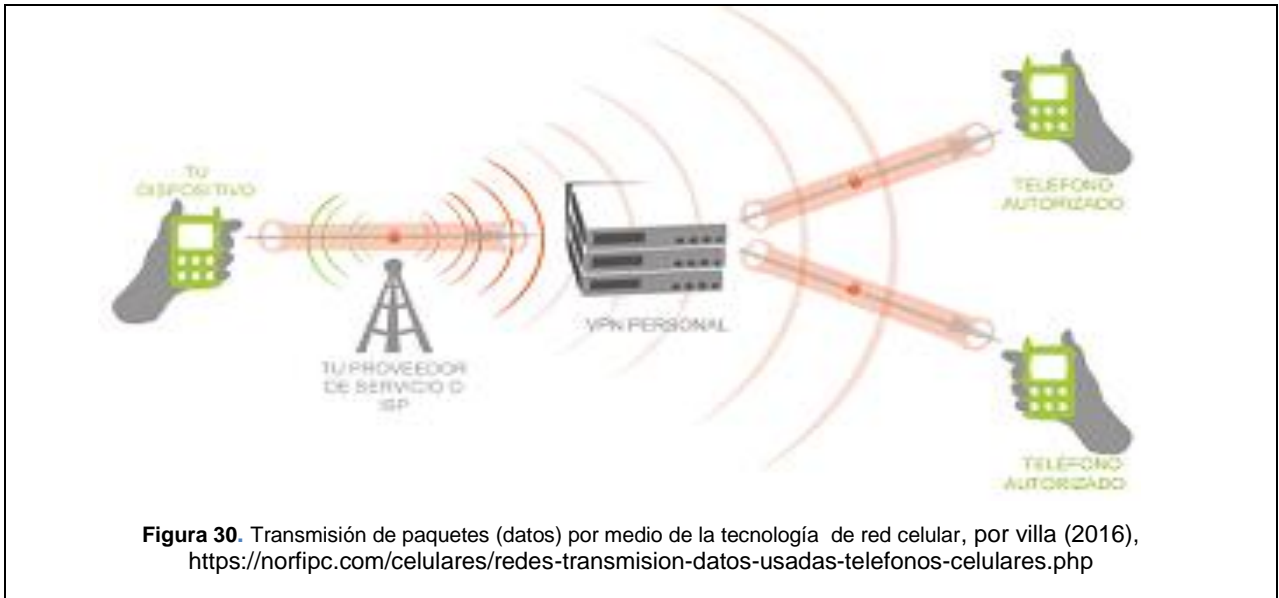 TU
DISPOSITIVO
TU PROVEEDOR
DE SERVICIO O
ISP
VPN PERSONAL
TELEFONO
AUTORIZADO
TELEFONO
AUTORIZADO
Figura 30. Transmisión de paquetes (datos) por medio de la tecnología de red celular, por villa (2016),
https://norfipc.com/celulares/redes-transmision-datos-usadas-telefonos-celulares.php